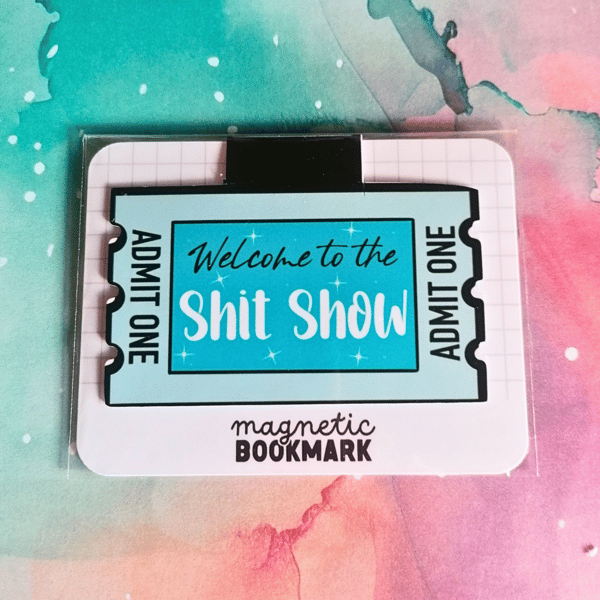 Welcome to the
Shit Show
ADMIT ONE
ADMIT ONE
magnetic
BOOKMARK